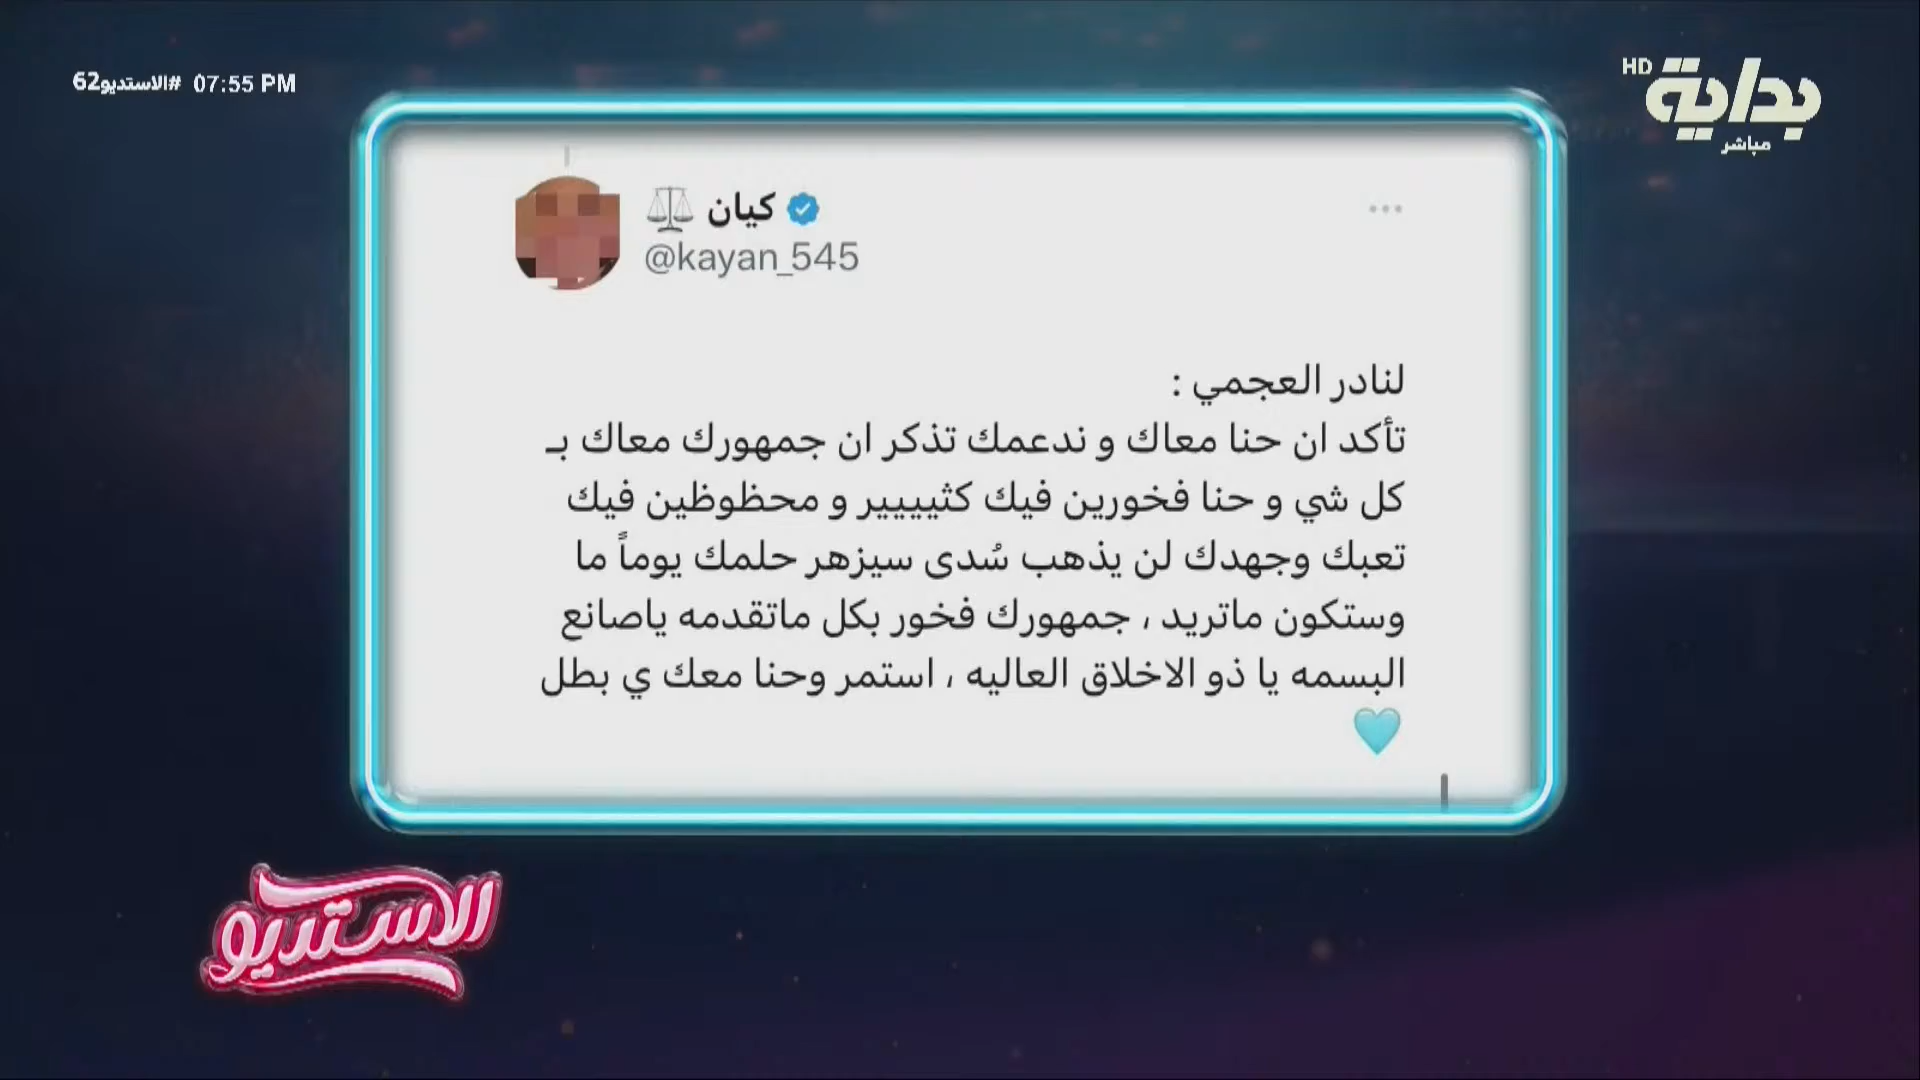 #الاستديو62 07:55 PM
HD
بداية
مباشر
كيان
@kayan_545
لنادر العجمي :
تأكد ان حنا معاك و ندعمك تذكر ان جمهورك معاك بـ
كل شي و حنا فخورين فيك كثيييير و محظوظين فيك
تعبك وجهدك لن يذهب سُدى سيزهر حلمك يوماً ما
وستكون ماتريد ، جمهورك فخور بكل ماتقدمه ياصانع
البسمه يا ذو الاخلاق العاليه ، استمر وحنا معك ي بطل
🩵
الاستديو